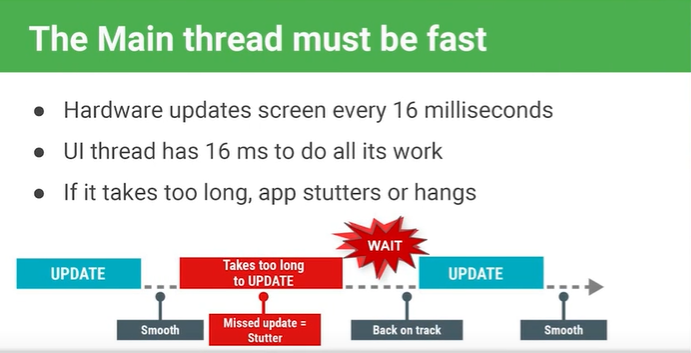 The Main thread must be fast
● Hardware updates screen every 16 milliseconds
● UI thread has 16 ms to do all its work
● If it takes too long, app stutters or hangs
WAIT
UPDATE
Takes too long
to UPDATE
UPDATE
Smooth
Missed update =
Stutter
Back on track
Smooth